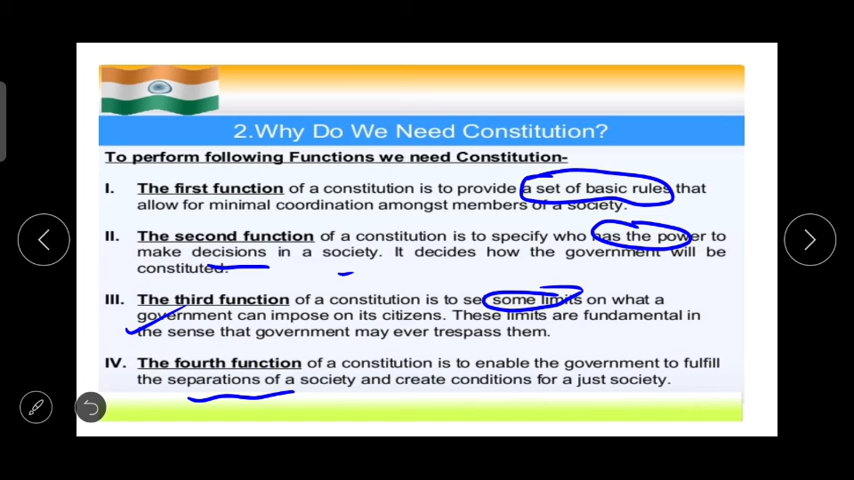 2.Why Do We Need Constitution?
To perform following Functions we need Constitution-
I. The first function of a constitution is to provide a set of basic rules that
allow for minimal coordination amongst members of a society.
II. The second function of a constitution is to specify who has the power to
make decisions in a society. It decides how the government will be
constituted.
III. The third function of a constitution is to set some limits on what a
government can impose on its citizens. These limits are fundamental in
the sense that government may ever trespass them.
IV. The fourth function of a constitution is to enable the government to fulfill
the separations of a society and create conditions for a just society.